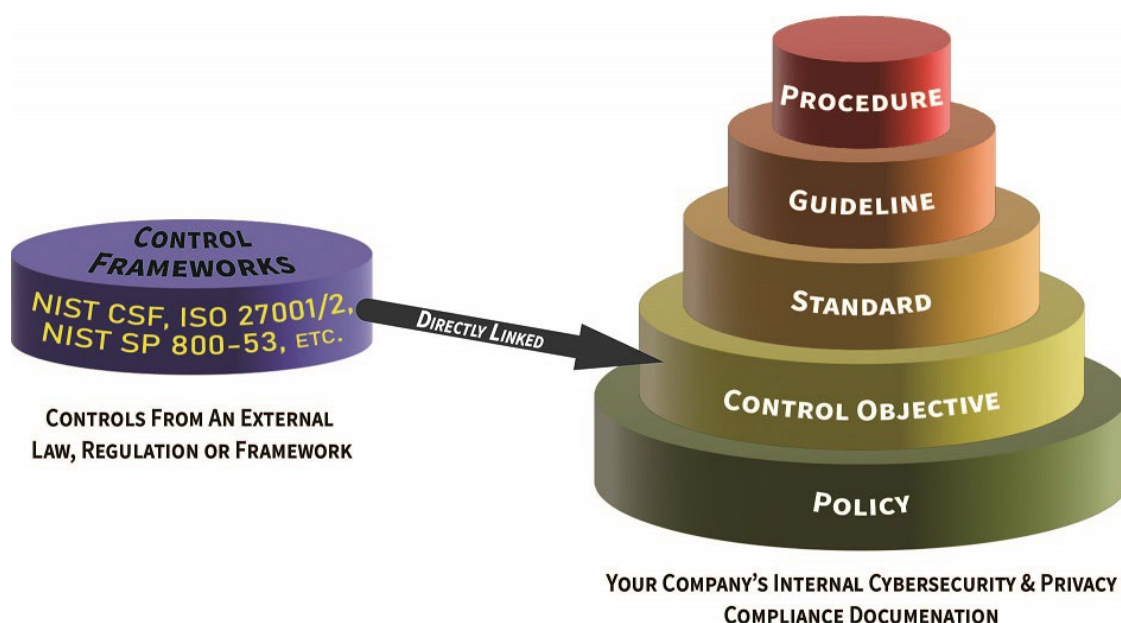 CONTROL
FRAMEWORKS
NIST CSF, ISO 27001/2,
NIST SP 800-53, ETC.
CONTROLS FROM AN EXTERNAL
LAW, REGULATION OR FRAMEWORK
DIRECTLY LINKED
PROCEDURE
GUIDELINE
STANDARD
CONTROL OBJECTIVE
POLICY
YOUR COMPANY'S INTERNAL CYBERSECURITY & PRIVACY
COMPLIANCE DOCUMENATION